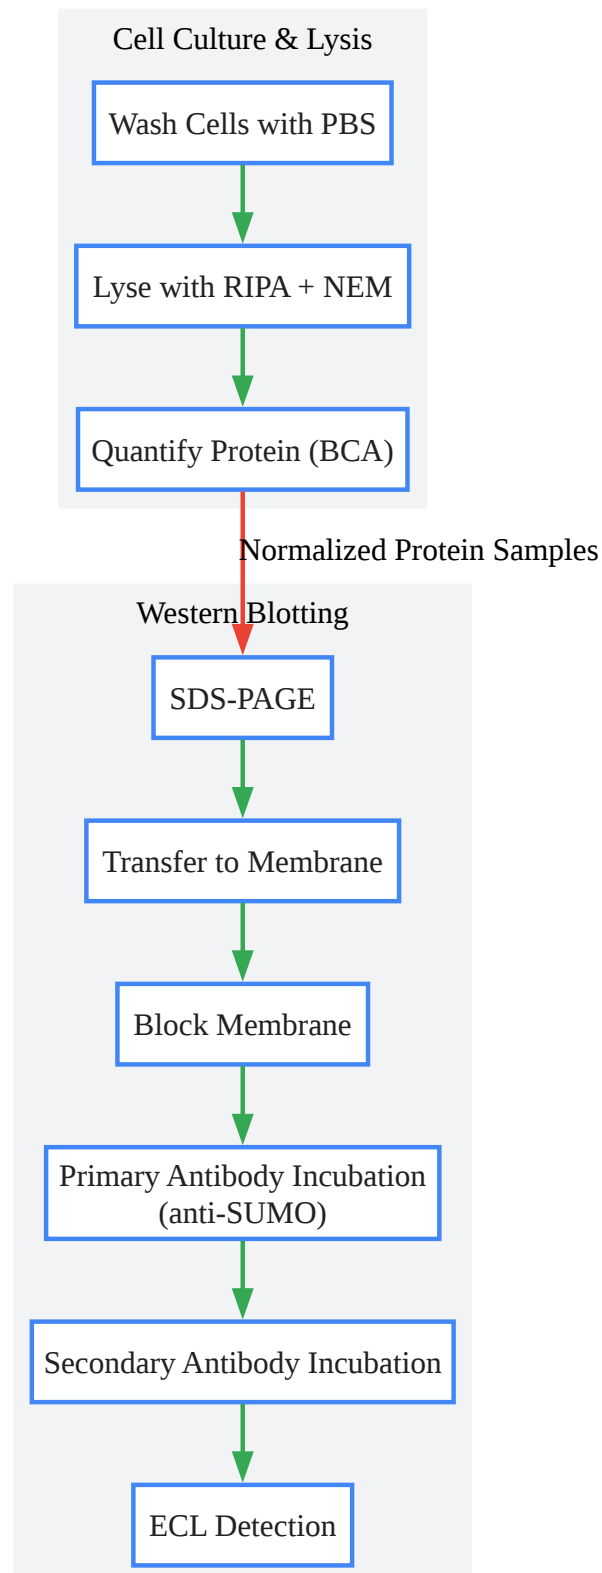 Cell Culture & Lysis
Wash Cells with PBS
Lyse with RIPA + NEM
Quantify Protein (BCA)
Normalized Protein Samples
Western Blotting
SDS-PAGE
Transfer to Membrane
Block Membrane
Primary Antibody Incubation
(anti-SUMO)
Secondary Antibody Incubation
ECL Detection